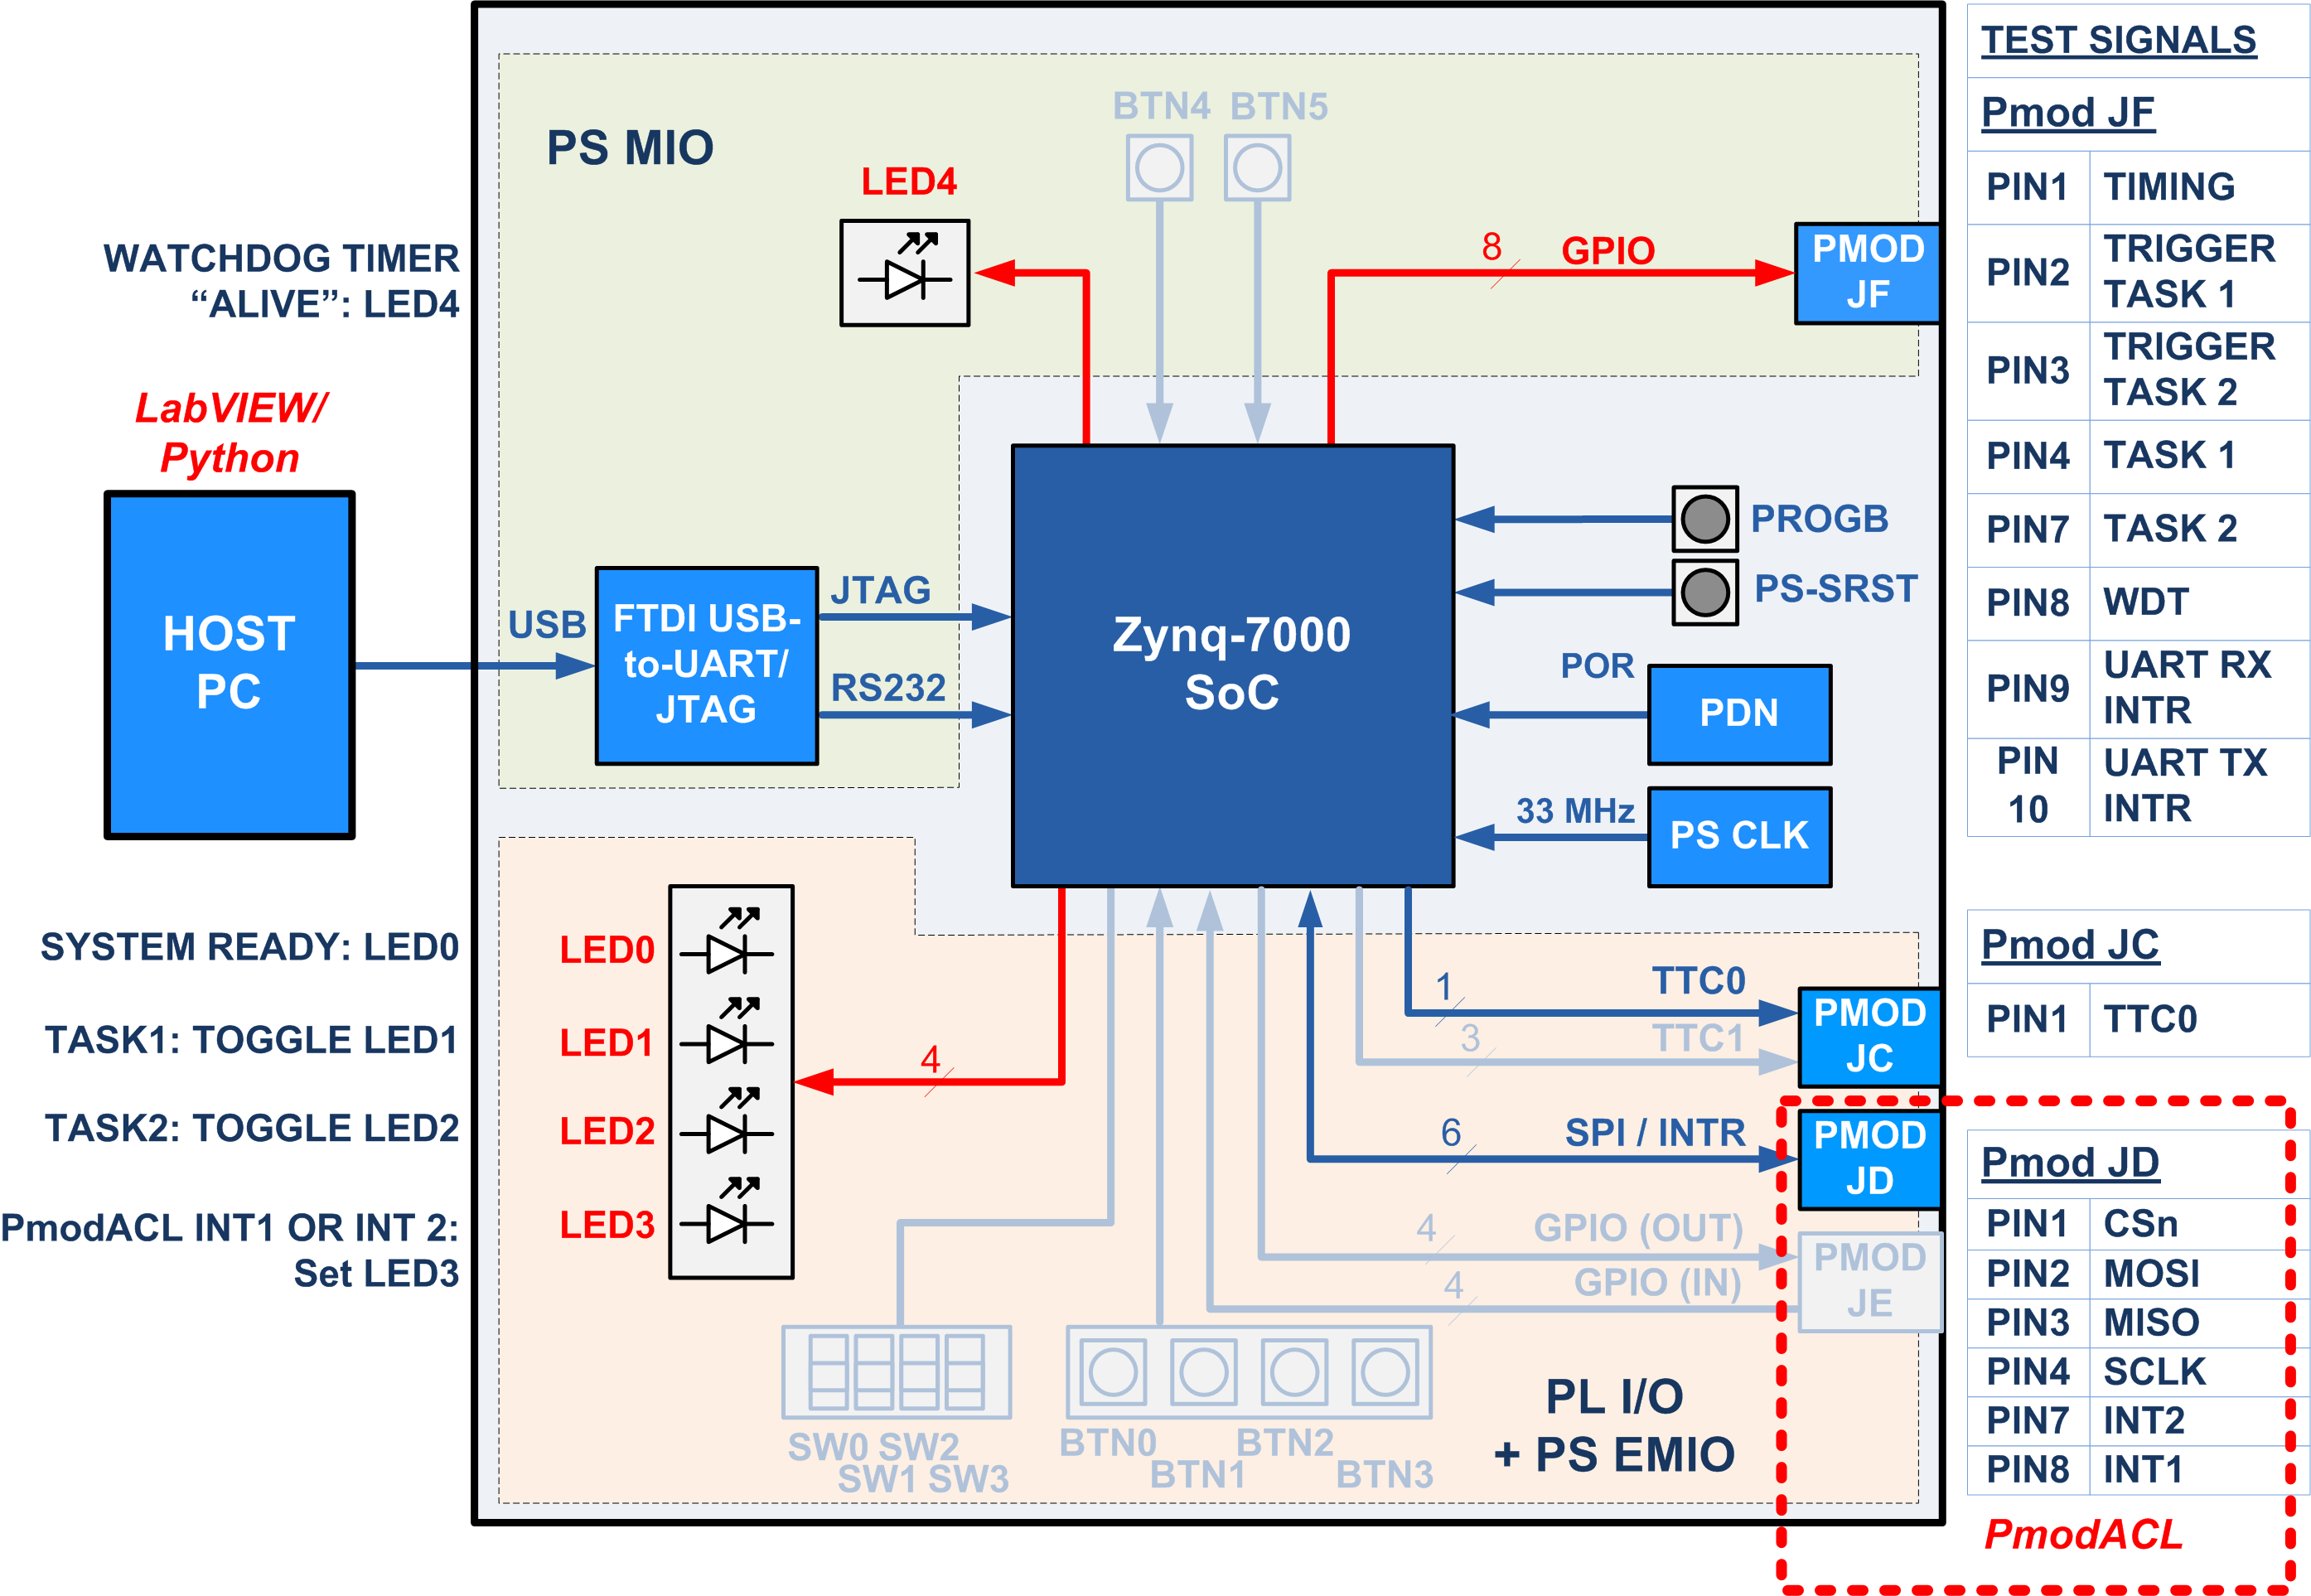 WATCHDOG TIMER
“ALIVE”: LED4
LabVIEW//
Python
HOST
PC
SYSTEM READY: LED0
TASK1: TOGGLE LED1
TASK2: TOGGLE LED2
PmodACL INT1 OR INT 2:
Set LED3
PS MIO
LED4
BTN4 BTN5
8 GPIO
PMOD
JF
USB
FTDI USB-
to-UART/
JTAG
JTAG
RS232
Zynq-7000
SoC
PROGB
PS-SRST
POR
PDN
33 MHz
PS CLK
LED0
LED1
LED2
LED3
4
1 TTC0
3 TTC1
PMOD
JC
6 SPI / INTR
PMOD
JD
4 GPIO (OUT)
4 GPIO (IN)
PMOD
JE
SW0 SW2
SW1 SW3
BTN0 BTN2
BTN1 BTN3
PL I/O
+ PS EMIO
TEST SIGNALS
Pmod JF
PIN1 TIMING
PIN2 TRIGGER
TASK 1
PIN3 TRIGGER
TASK 2
PIN4 TASK 1
PIN7 TASK 2
PIN8 WDT
PIN9 UART RX
INTR
PIN
10 UART TX
INTR
Pmod JC
PIN1 TTC0
Pmod JD
PIN1 CSn
PIN2 MOSI
PIN3 MISO
PIN4 SCLK
PIN7 INT2
PIN8 INT1
PmodACL